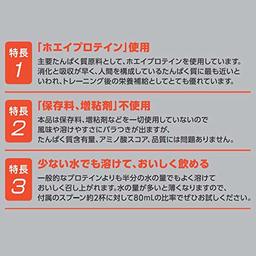 特長
1
「ホエイプロテイン」使用
主要たんぱく質原料として、ホエイプロテインを使用しています。
消化と吸収が早く、人間を構成しているたんぱく質に最も近いと
いわれ、トレーニング後の栄養補給としてとても優れています。
特長
2
「保存料、増粘剤」不使用
本品は保存料、増粘剤などを一切使用していないので
風味や溶けやすさにバラつきが出ますが、
たんぱく質含有量、アミノ酸スコア、品質には問題ありません。
特長
3
少ない水でも溶けて、おいしく飲める
一般的なプロテインよりも半分の水の量でもよく溶けて
おいしく召し上がれます。水の量が多いと薄くなりますので、
付属のスプーン約2杯に対して80mLの比率でぜひお試しください。